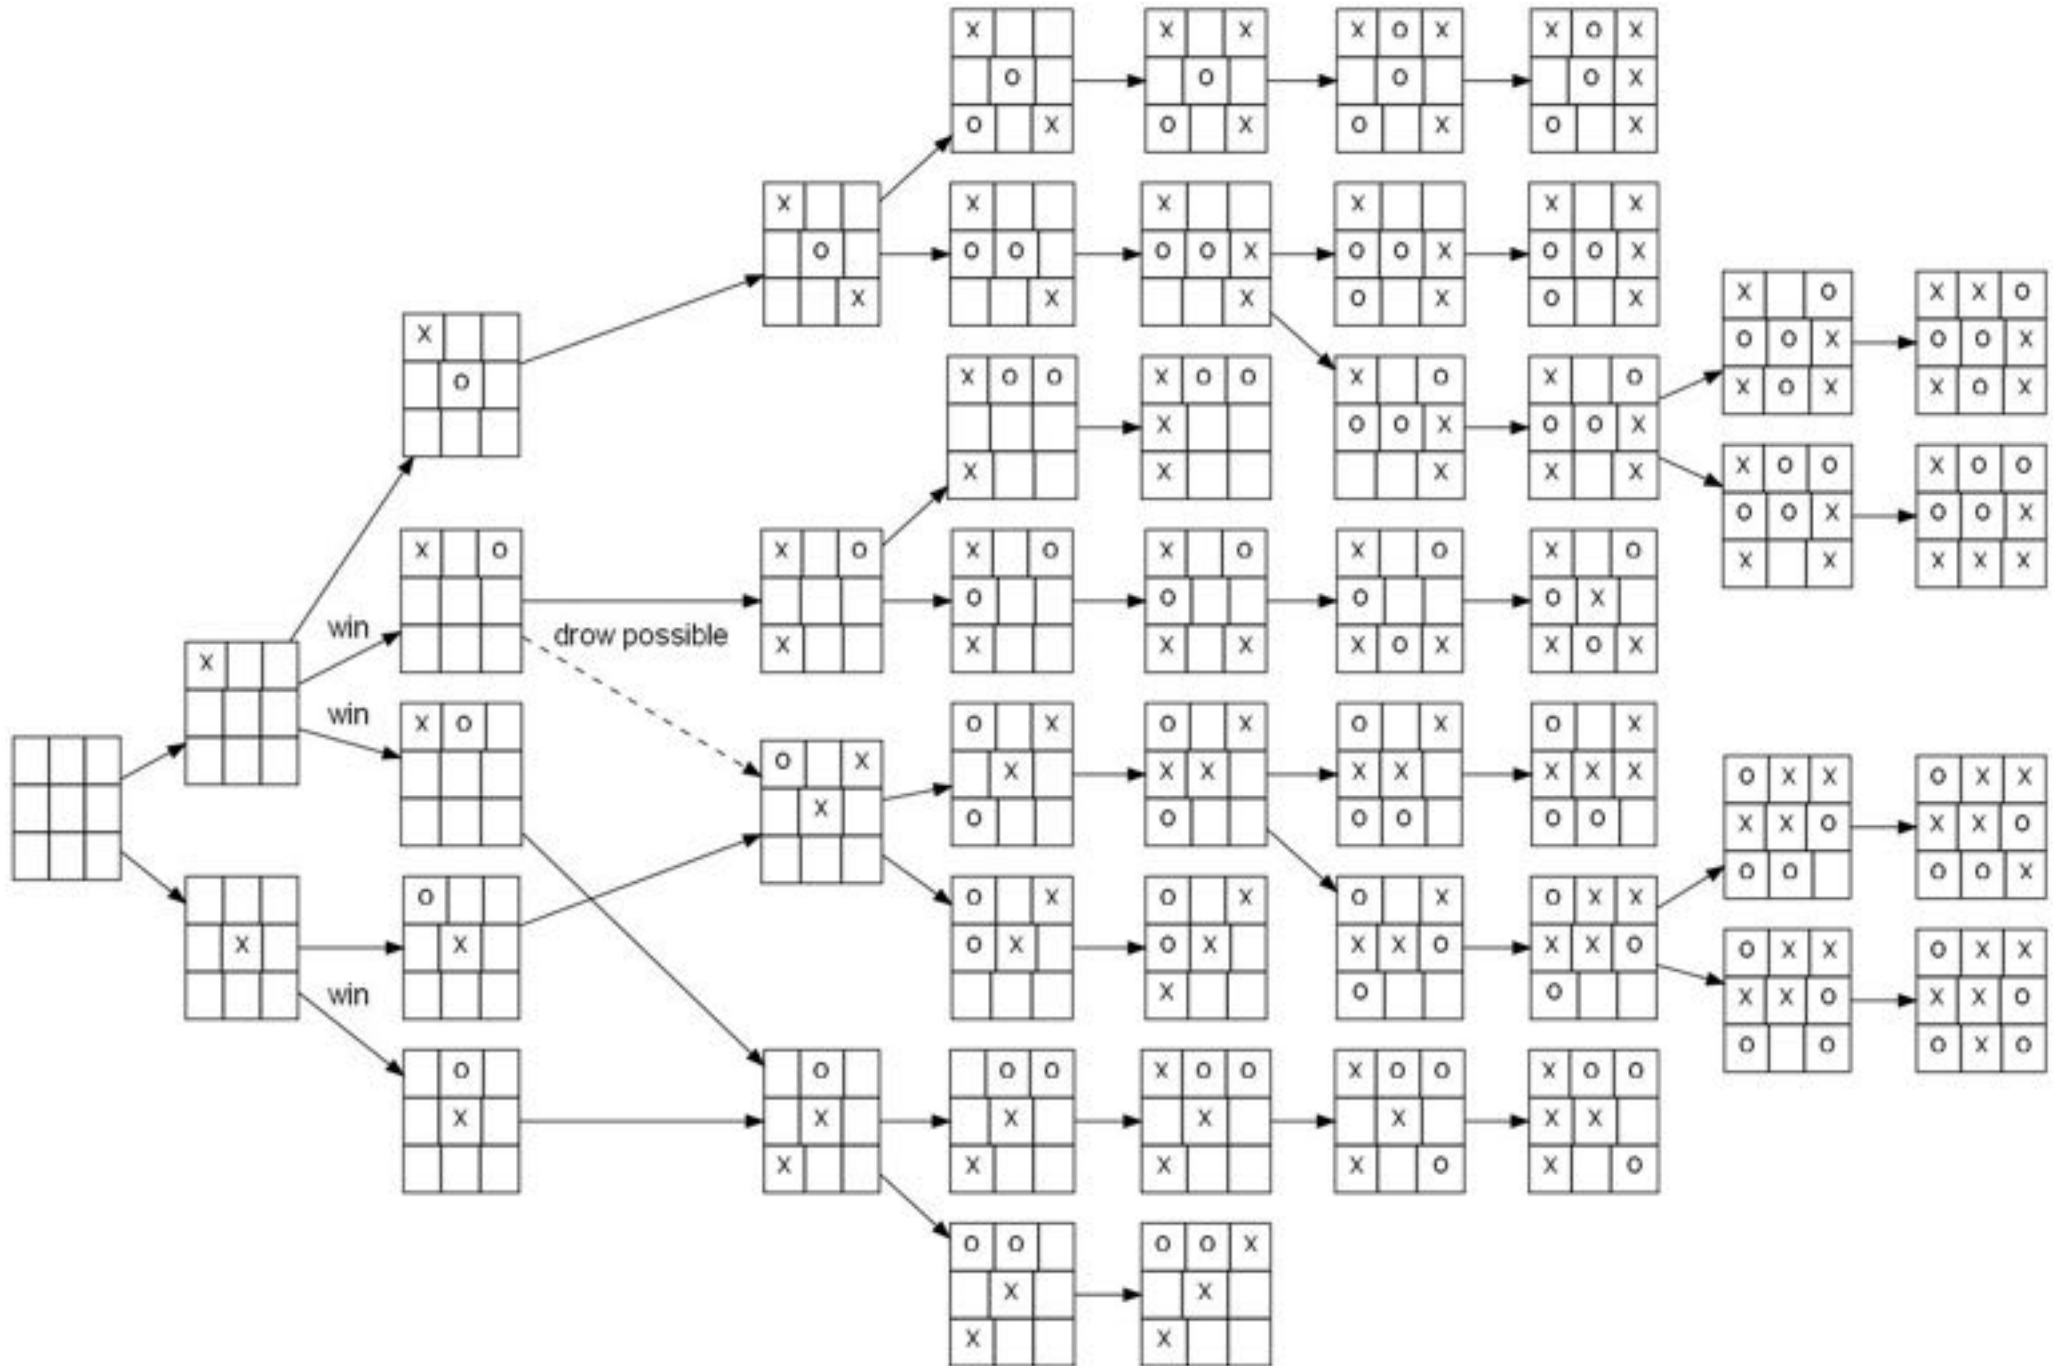 X X X X O X X O X
O O O O X
O X O X O X O X
X X X X X X
O O O O O X O O X O O X
X O X X O
X X X O X O X
X
O O X O O X
X O O X O O X O X O
O
X O X X O X
X O O X O O X
X O O X O O
X X X X X
O O X O O X
X O X O X O X O X O X O
X X X X X
O O O O X
win
drow possible
X X X X X O X X O X
X
win
X O O X O X O X O X
O X
X X X X X X X X
O X X O X X
X
O O O O O O
X X O X X O
O O O O X
O O X O X O X O X X
X X O X O X X X O X X O
O X X O X X
X O O
win
X X O X X O
O O O X O
O O O O X O O X O O X O O
X X X X X X X
X X X X O X O
O O O O X
X X
X X